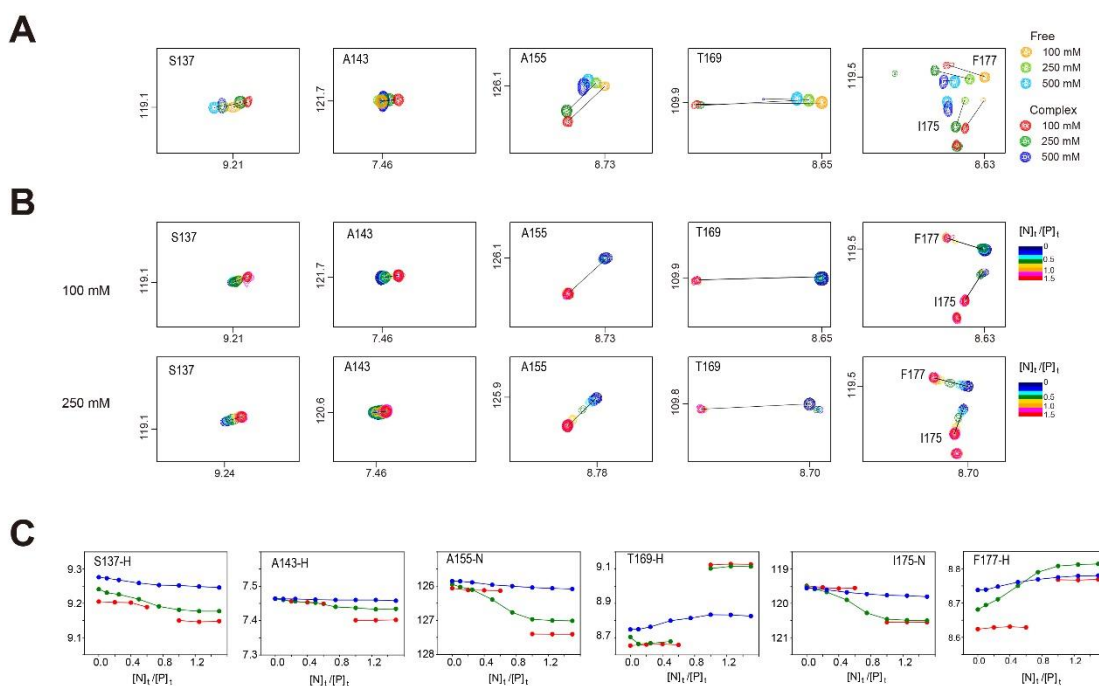 A
S137
119.1
9.21
A143
121.7
7.46
A155
126.1
8.73
T169
109.9
8.65
F177
119.5
I175
8.63
Free
100 mM
250 mM
500 mM
Complex
100 mM
250 mM
500 mM
B
100 mM
S137
119.1
9.21
A143
121.7
7.46
A155
126.1
8.73
T169
109.9
8.65
F177
119.5
I175
8.63
[N]t/[P]t
0
0.5
1.0
1.5
250 mM
S137
119.1
9.24
A143
120.6
7.46
A155
125.9
8.78
T169
109.8
8.70
F177
119.5
I175
8.70
[N]t/[P]t
0
0.5
1.0
1.5
C
S137-H
9.3
9.2
9.1
0.0 0.4 0.8 1.2
[N]t/[P]t
A143-H
7.5
7.4
7.3
0.0 0.4 0.8 1.2
[N]t/[P]t
A155-N
126
127
128
0.0 0.4 0.8 1.2
[N]t/[P]t
T169-H
9.1
8.7
0.0 0.4 0.8 1.2
[N]t/[P]t
I175-N
119
120
121
0.0 0.4 0.8 1.2
[N]t/[P]t
F177-H
8.8
8.7
8.6
0.0 0.4 0.8 1.2
[N]t/[P]t